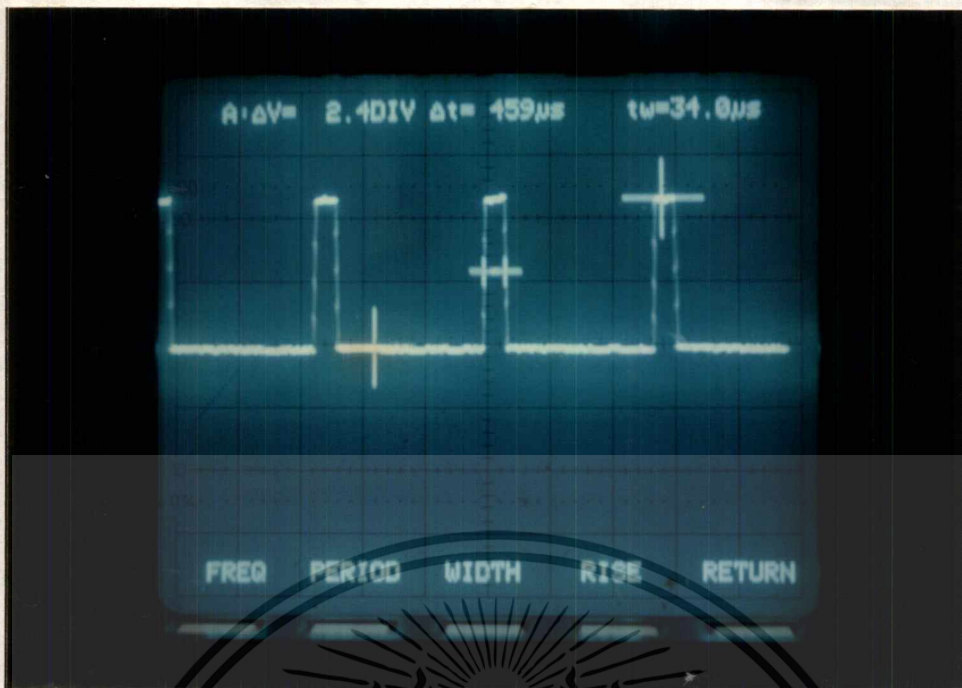 A:ΔV= 2.4DIV Δt= 459µs tw=34.0µs
FREQ PERIOD WIDTH RISE RETURN